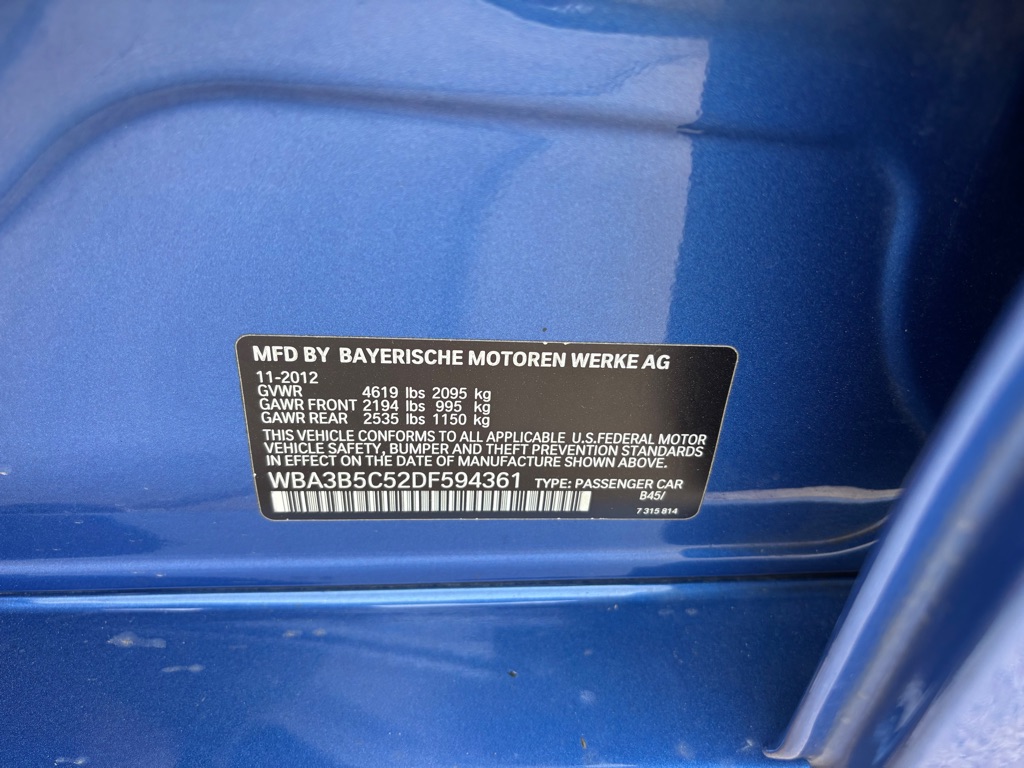 MFD BY BAYERISCHE MOTOREN WERKE AG
11-2012
GVWR 4619 lbs 2095 kg
GAWR FRONT 2194 lbs 995 kg
GAWR REAR 2535 lbs 1150 kg
THIS VEHICLE CONFORMS TO ALL APPLICABLE U.S.FEDERAL MOTOR
VEHICLE SAFETY, BUMPER AND THEFT PREVENTION STANDARDS
IN EFFECT ON THE DATE OF MANUFACTURE SHOWN ABOVE.
WBA3B5C52DF594361 TYPE: PASSENGER CAR
B45/
7 315 814